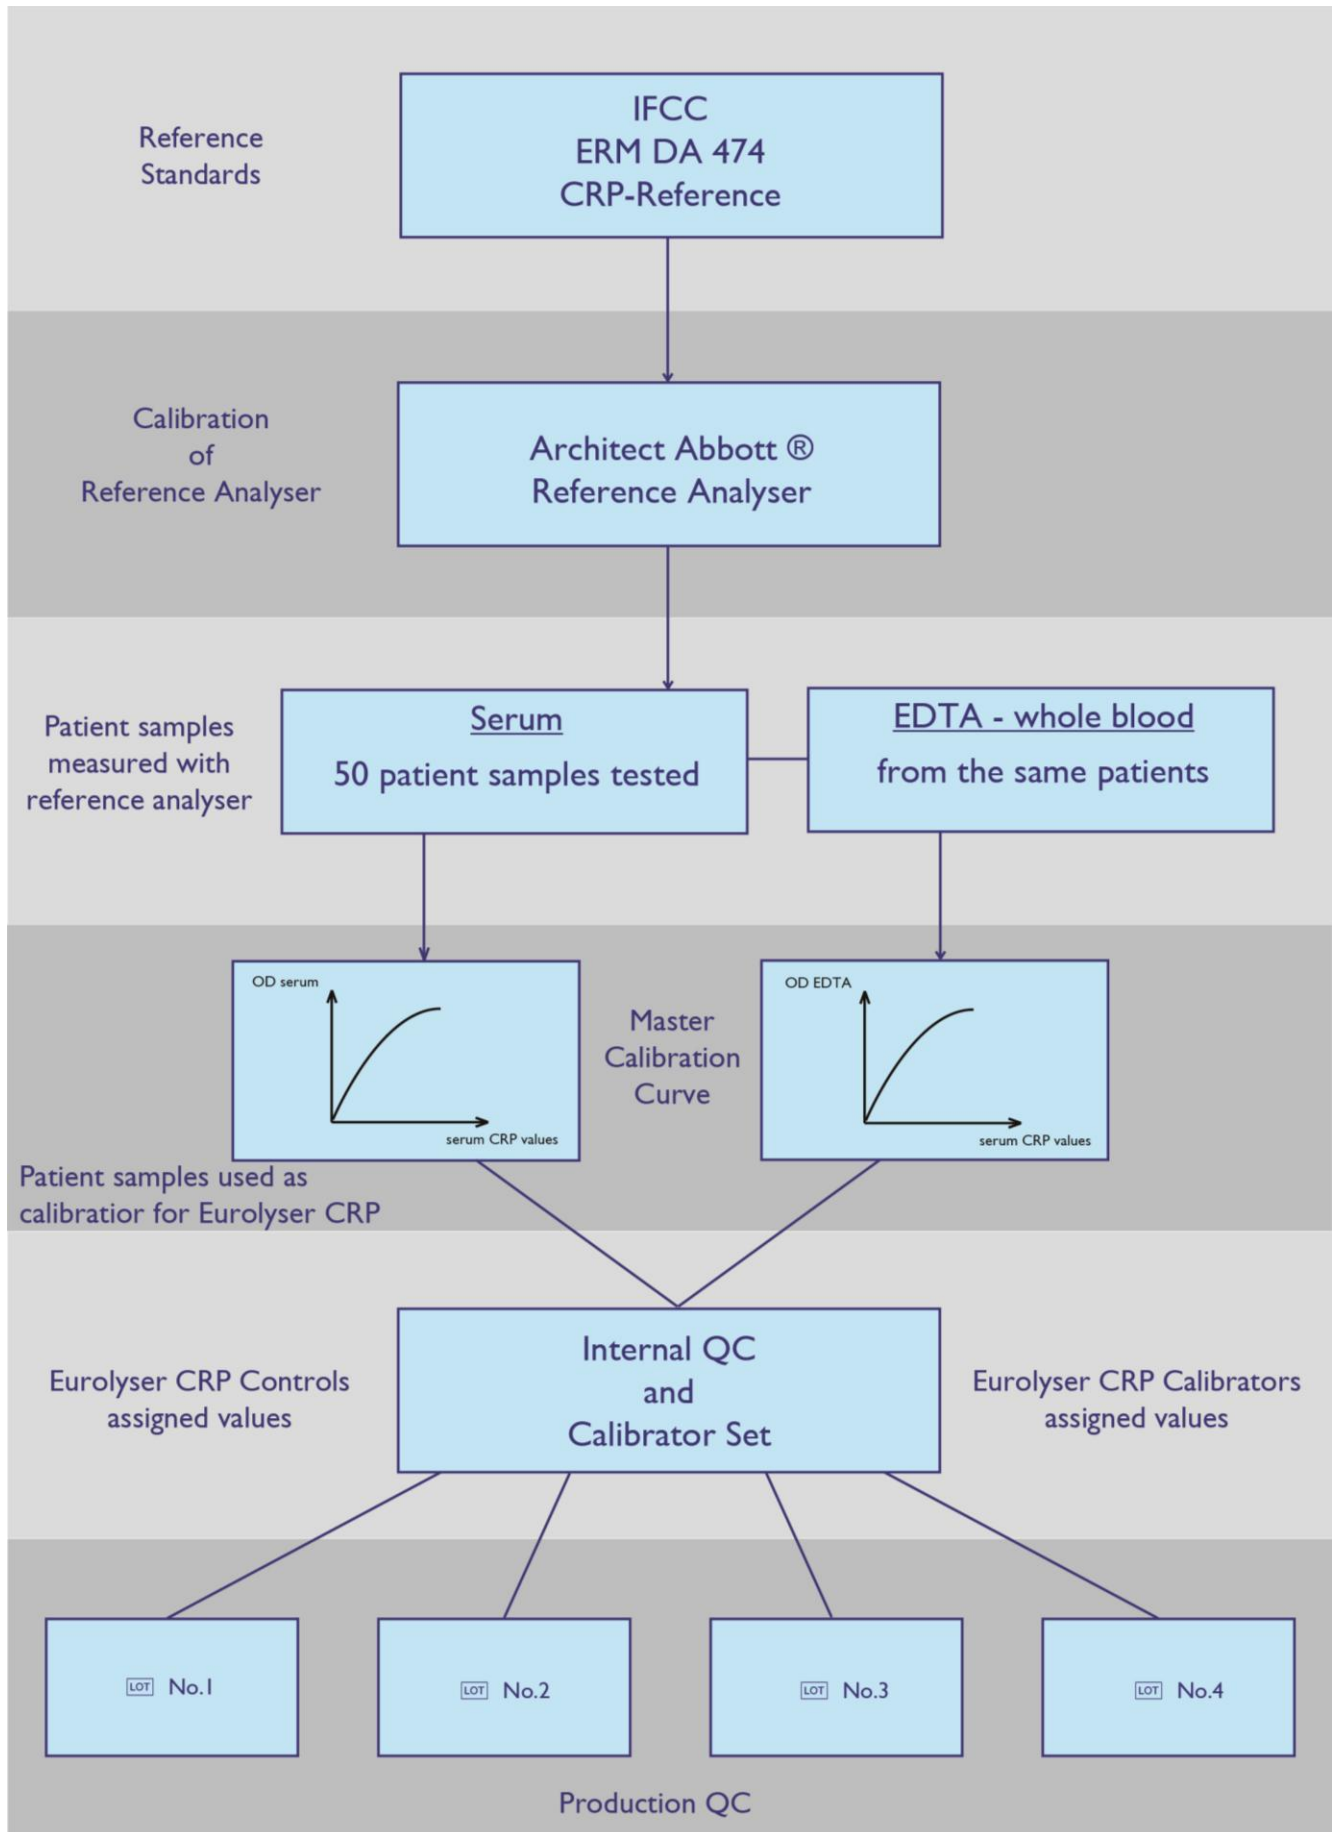 Reference
Standards
IFCC
ERM DA 474
CRP-Reference
Calibration
of
Reference Analyser
Architect Abbott ®
Reference Analyser
Patient samples
measured with
reference analyser
Serum
50 patient samples tested
EDTA - whole blood
from the same patients
OD serum
serum CRP values
Master
Calibration
Curve
OD EDTA
serum CRP values
Patient samples used as
calibratior for Eurolyser CRP
Eurolyser CRP Controls
assigned values
Internal QC
and
Calibrator Set
Eurolyser CRP Calibrators
assigned values
LOT No.1
LOT No.2
LOT No.3
LOT No.4
Production QC